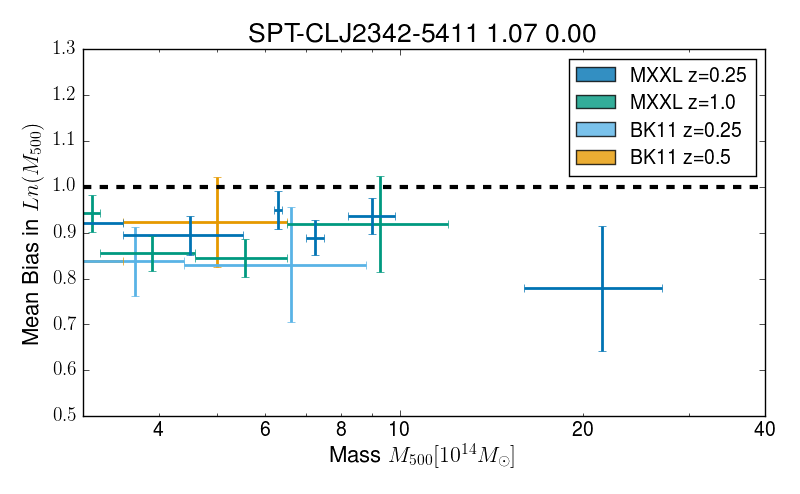 SPT-CLJ2342-5411 1.07 0.00
1.3
1.2
1.1
1.0
0.9
0.8
0.7
0.6
0.5
Mean Bias in Ln(M500)
MXXL z=0.25
MXXL z=1.0
BK11 z=0.25
BK11 z=0.5
4 6 8 10 20 40
Mass M500[10^14 M⊙]